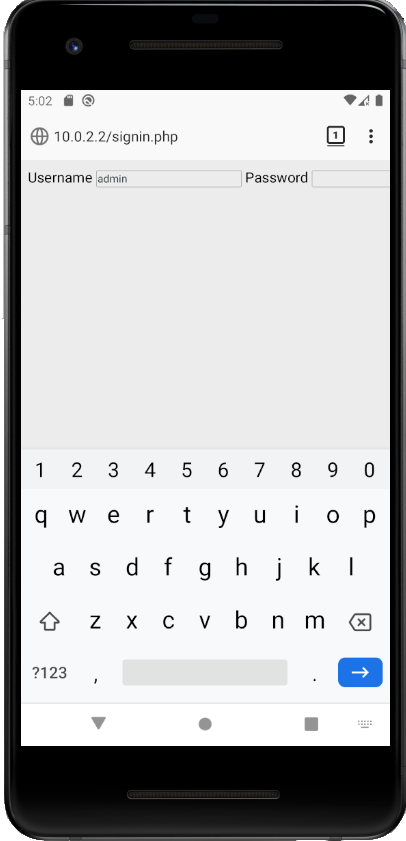 5:02
10.0.2.2/signin.php 1
Username admin Password
1 2 3 4 5 6 7 8 9 0
q w e r t y u i o p
a s d f g h j k l
z x c v b n m
?123 , .